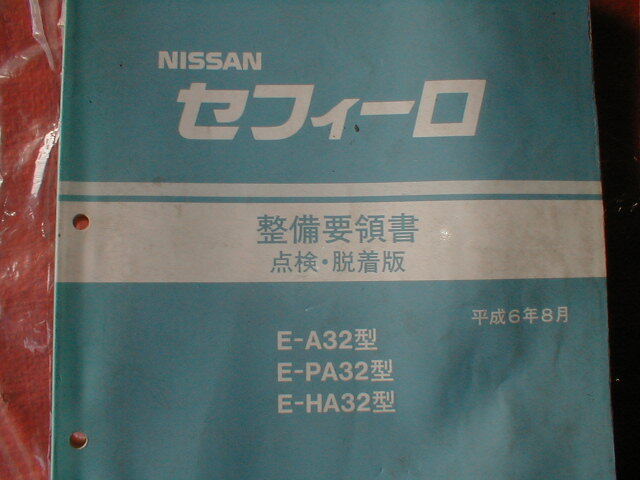 NISSAN
セフィーロ
整備要領書
点検・脱着版
平成6年8月
E-A32型
E-PA32型
E-HA32型